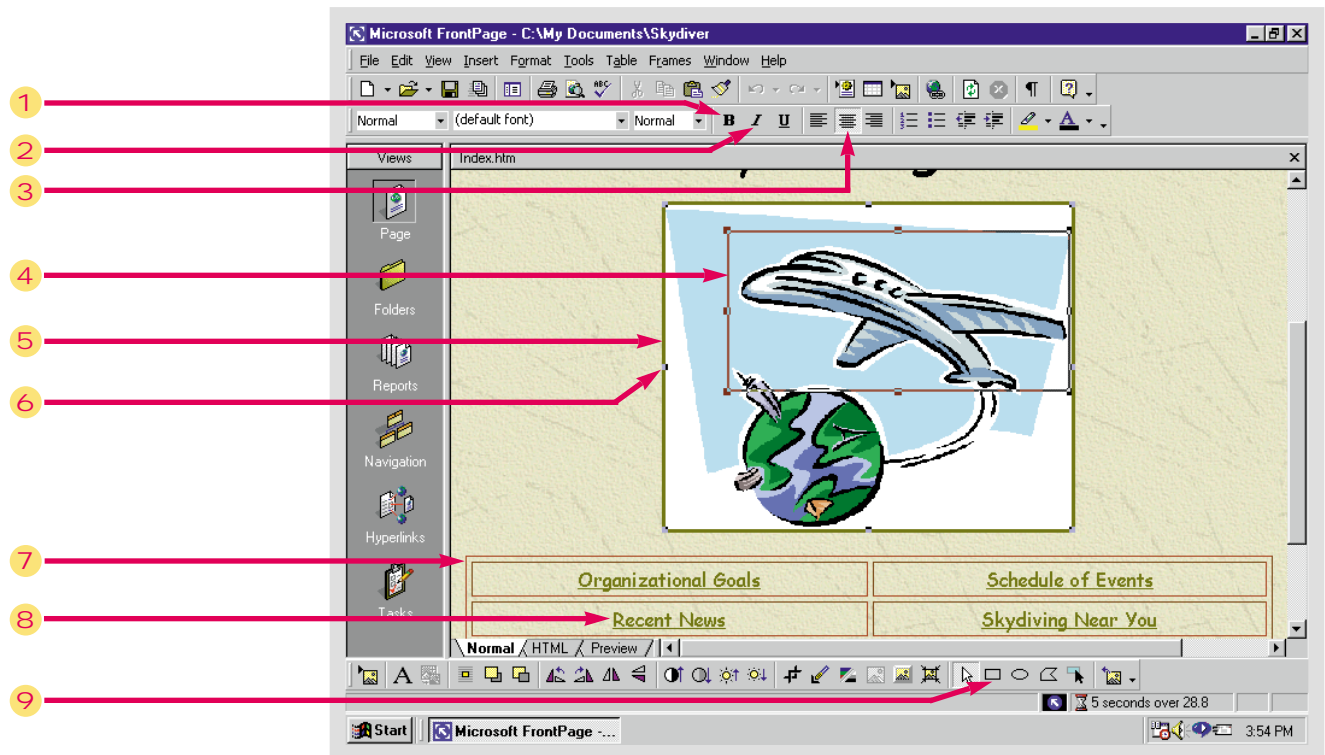 Microsoft FrontPage - C:\My Documents\Skydiver
File Edit View Insert Format Tools Table Frames Window Help
ABC
1
Normal (default font) Normal B I U A
2
Views Index.htm
3
Page
4
Folders
5
Reports
6
Navigation
Hyperlinks
7
Organizational Goals Schedule of Events
Tasks
8
Recent News Skydiving Near You
Normal HTML Preview
A
9
5 seconds over 28.8
Start Microsoft FrontPage -... 3:54 PM